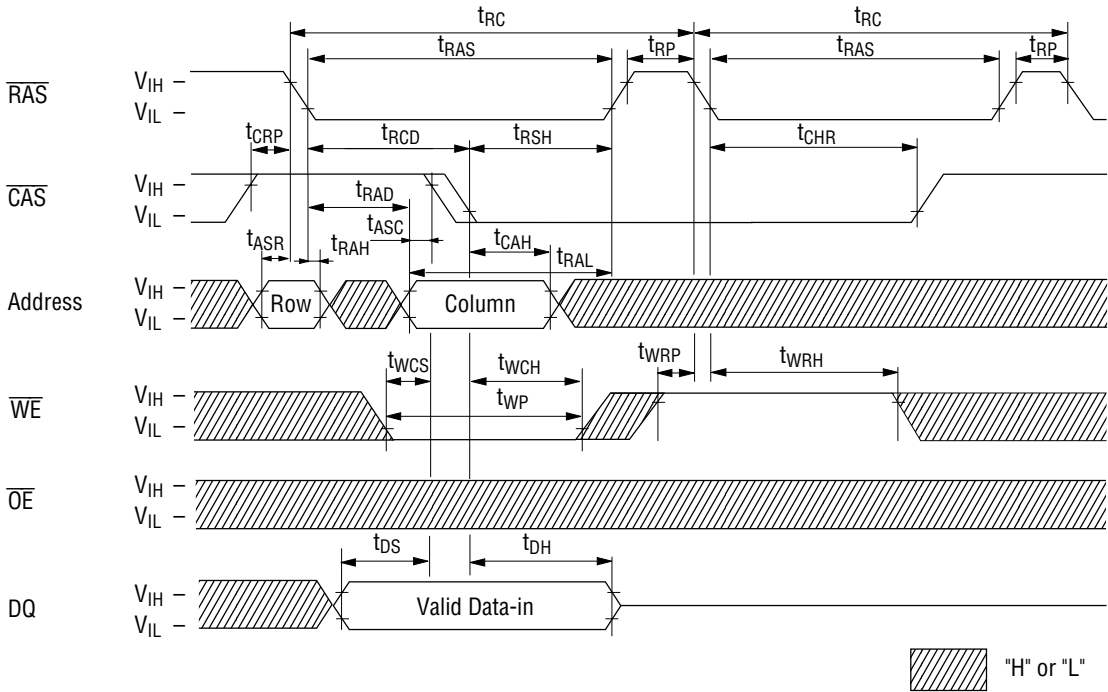 tRC tRC
tRAS tRP tRAS tRP
RAS VIH –
VIL –
tCRP tRCD tRSH tCHR
CAS VIH –
VIL –
tRAD
tASC
tASR tRAH tCAH
tRAL
Address VIH –
VIL –
Row Column
tWCS tWCH tWRP tWRH
tWP
WE VIH –
VIL –
OE VIH –
VIL –
tDS tDH
DQ VIH –
VIL –
Valid Data-in
"H" or "L"